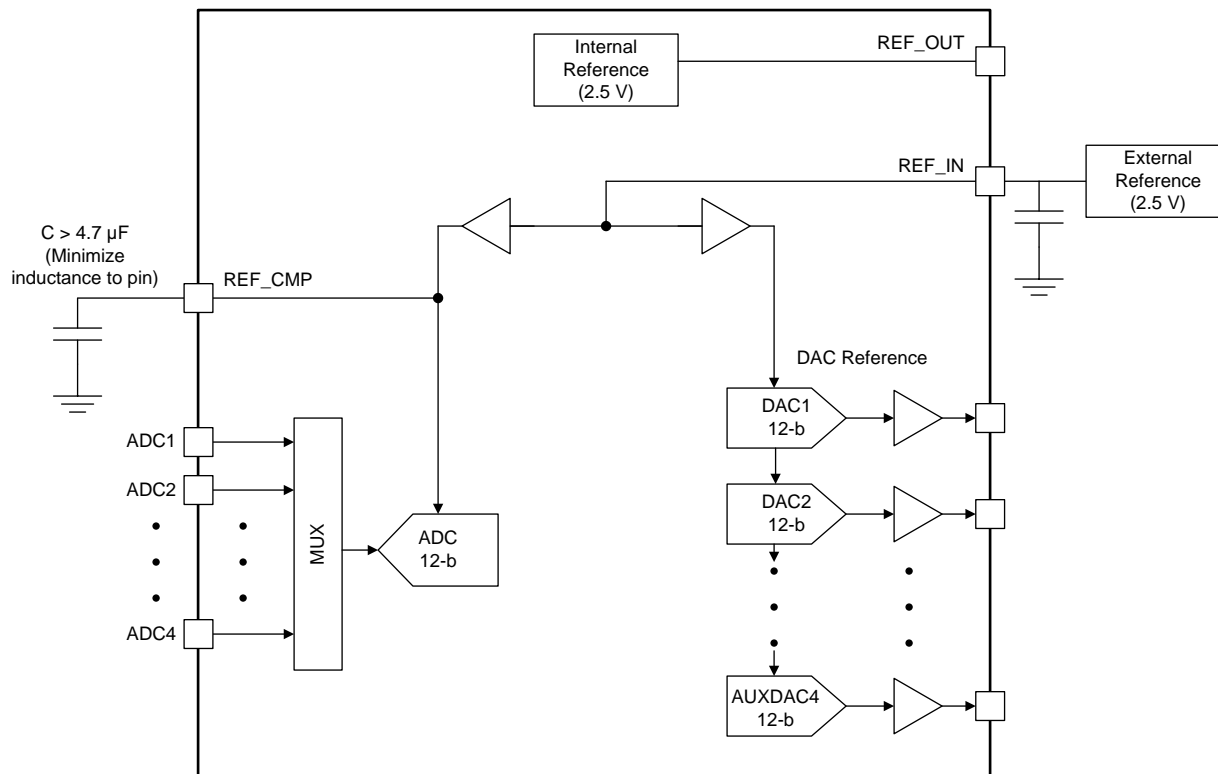 Internal
Reference
(2.5 V)
REF_OUT
REF_IN
External
Reference
(2.5 V)
C > 4.7 µF
(Minimize
inductance to pin)
REF_CMP
DAC Reference
DAC1
12-b
ADC1
ADC2
DAC2
12-b
MUX
ADC
12-b
ADC4
AUXDAC4
12-b